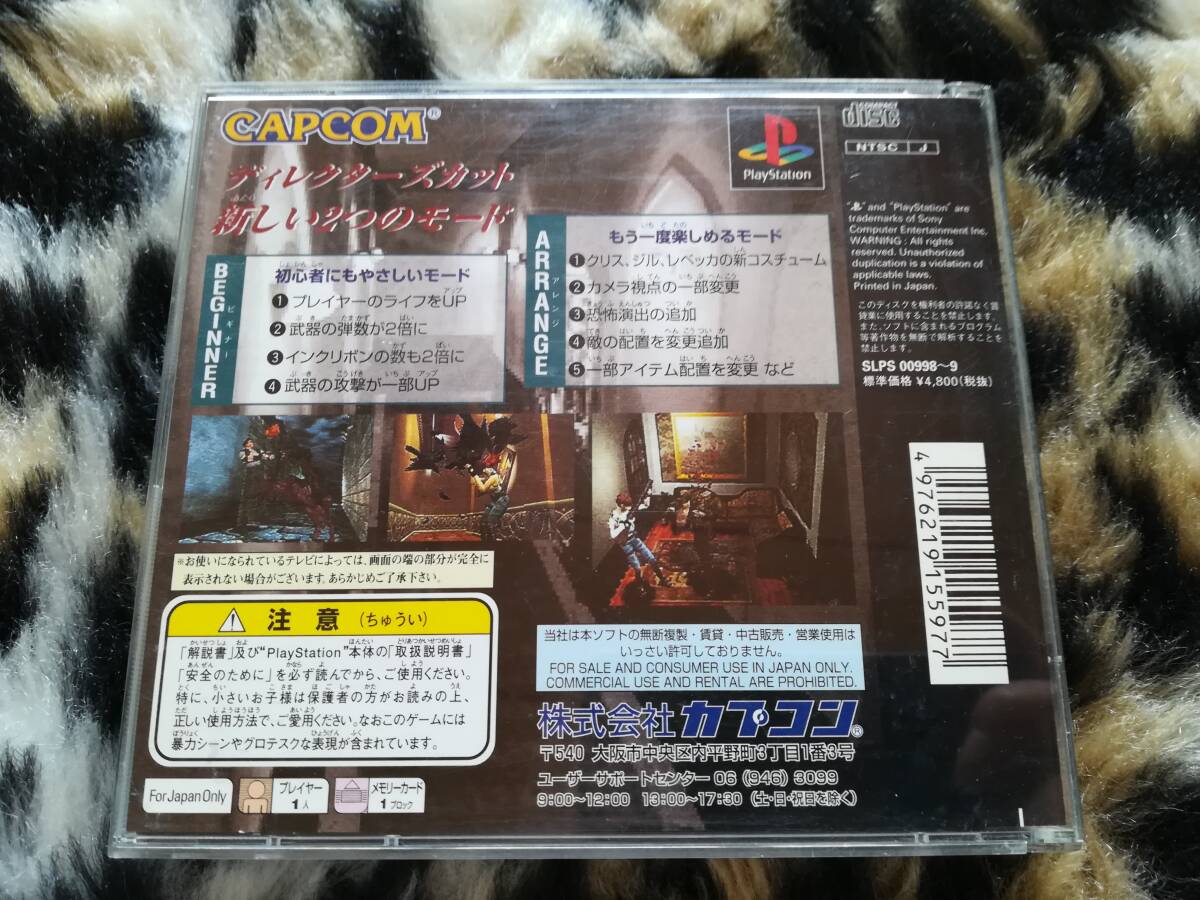 CAPCOM®
ディレクターズカット
新しい2つのモード
BEGINNER
ビギナー
初心者にもやさしいモード
❶プレイヤーのライフをUP
❷武器の弾数が2倍に
❸インクリボンの数も2倍に
❹武器の攻撃が一部UP
ARRANGE
アレンジ
もう一度楽しめるモード
❶クリス、ジル、レベッカの新コスチューム
❷カメラ視点の一部変更
❸恐怖演出の追加
❹敵の配置を変更追加
❺一部アイテム配置を変更 など
PlayStation
COMPACT
disc
NTSC J
"PS" and "PlayStation" are
trademarks of Sony
Computer Entertainment Inc.
WARNING : All rights
reserved. Unauthorized
duplication is a violation of
applicable laws.
Printed in Japan.
このディスクを権利者の許諾なく賃
貸業に使用することを禁止します。
また、ソフトに含まれるプログラム
等著作物を無断で解析することを
禁止します。
SLPS 00998〜9
標準価格 ¥4,800(税抜)
4976219155977
※お使いになられているテレビによっては、画面の端の部分が完全に
表示されない場合がございます。あらかじめご了承下さい。
注意(ちゅうい)
「解説書」及び"PlayStation"本体の「取扱説明書」
「安全のために」を必ず読んでから、ご使用ください。
特に、小さいお子様は保護者の方がお読みの上、
正しい使用方法で、ご愛用ください。なおこのゲームには
暴力シーンやグロテスクな表現が含まれています。
For Japan Only
プレイヤー
1人
メモリーカード
1ブロック
当社は本ソフトの無断複製・賃貸・中古販売・営業使用は
いっさい許可しておりません。
FOR SALE AND CONSUMER USE IN JAPAN ONLY.
COMMERCIAL USE AND RENTAL ARE PROHIBITED.
株式会社カプコン®
〒540 大阪市中央区内平野町3丁目1番3号
ユーザーサポートセンター 06(946)3099
9:00〜12:00 13:00〜17:30(土・日・祝日を除く)